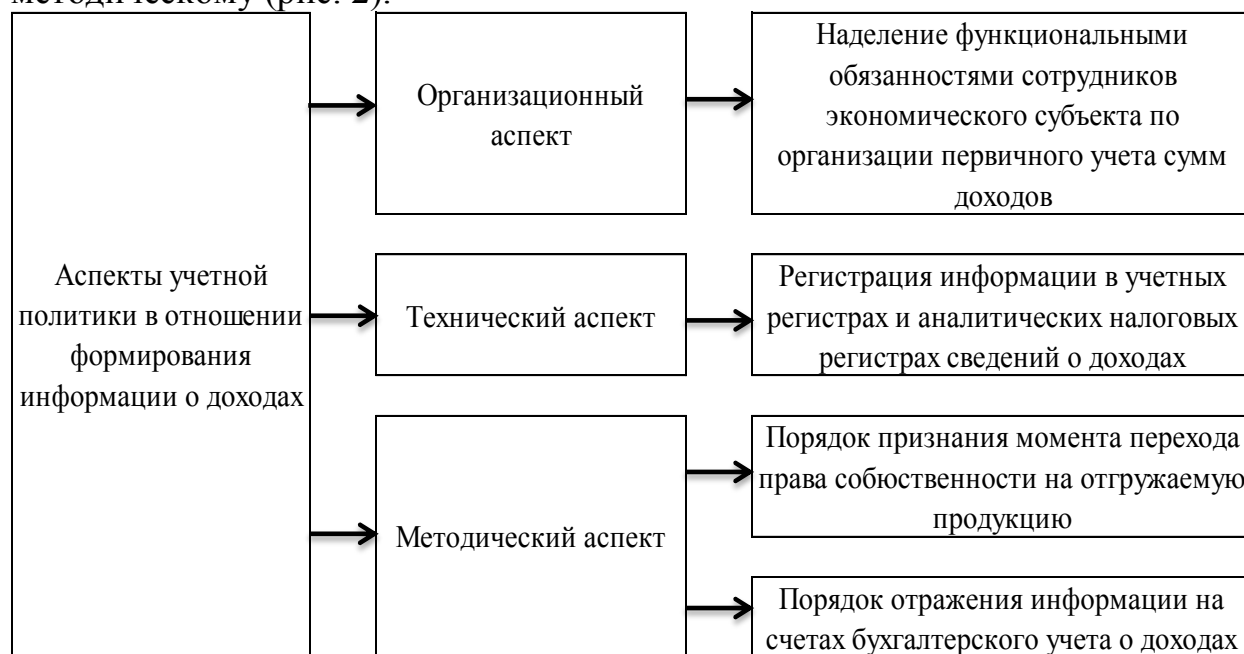 методическому (рис. 2).
Наделение функциональными
обязанностями сотрудников
экономического субъекта по
организации первичного учета сумм
доходов
Организационный
аспект
Аспекты учетной
политики в отношении
формирования
информации о доходах
Технический аспект
Регистрация информации в учетных
регистрах и аналитических налоговых
регистрах сведений о доходах
Методический аспект
Порядок признания момента перехода
права собюственности на отгружаемую
продукцию
Порядок отражения информации на
счетах бухгалтерского учета о доходах